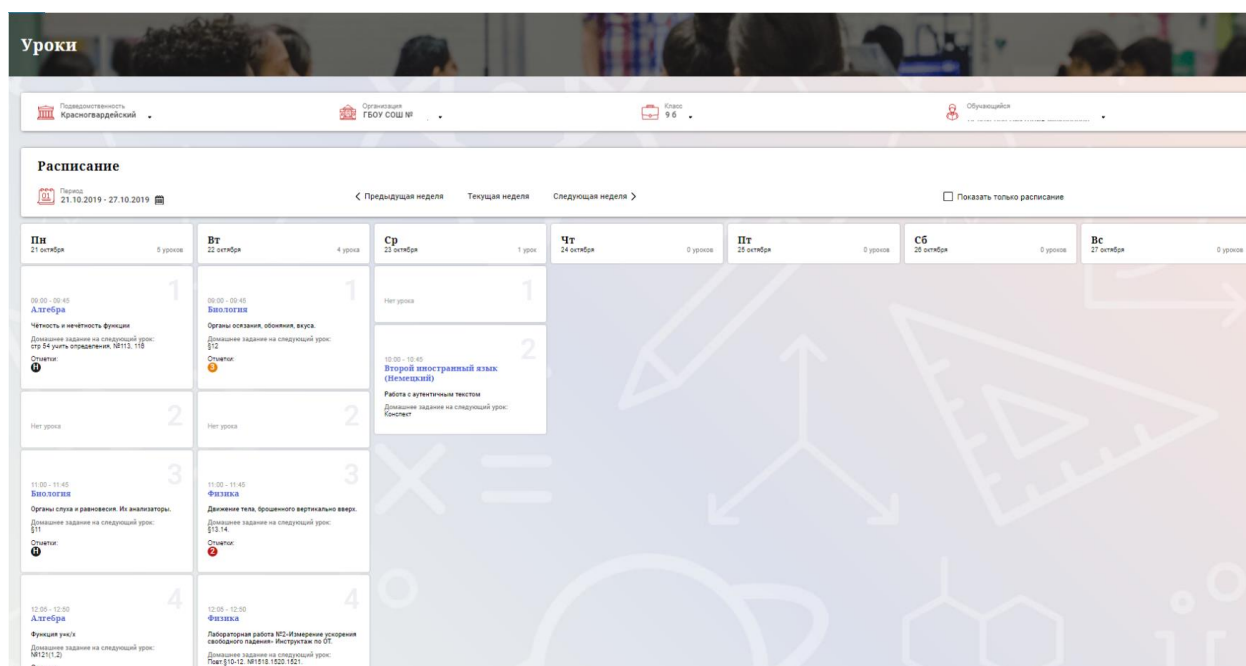 Уроки
Подведомственность
Красногвардейский
Организация
ГБОУ СОШ №
Класс
9 б
Обучающийся
Расписание
Период
21.10.2019 - 27.10.2019
Предыдущая неделя
Текущая неделя
Следующая неделя
Показать только расписание
Пн
21 октября
5 уроков
Вт
22 октября
4 урока
Ср
23 октября
1 урок
Чт
24 октября
0 уроков
Пт
25 октября
0 уроков
Сб
26 октября
0 уроков
Вс
27 октября
0 уроков
1
09:00 - 09:45
Алгебра
Чётность и нечётность функции
Домашнее задание на следующий урок:
стр 54 учить определения, №113, 115
Отметки:
Н
2
Нет урока
3
11:00 - 11:45
Биология
Органы слуха и равновесия. Их анализаторы.
Домашнее задание на следующий урок:
§11
Отметки:
Н
4
12:05 - 12:50
Алгебра
Функция у=к/х
Домашнее задание на следующий урок:
№121(1,2)
1
09:00 - 09:45
Биология
Органы осязания, обоняния, вкуса.
Домашнее задание на следующий урок:
§12
Отметки:
3
2
Нет урока
3
11:00 - 11:45
Физика
Движение тела, брошенного вертикально вверх.
Домашнее задание на следующий урок:
§13.14.
Отметки:
2
4
12:05 - 12:50
Физика
Лабораторная работа №2«Измерение ускорения
свободного падения» Инструктаж по ОТ.
Домашнее задание на следующий урок:
Повт.§10-12. №1518.1520.1521.
1
Нет урока
2
10:00 - 10:45
Второй иностранный язык
(Немецкий)
Работа с аутентичным текстом
Домашнее задание на следующий урок:
Конспект